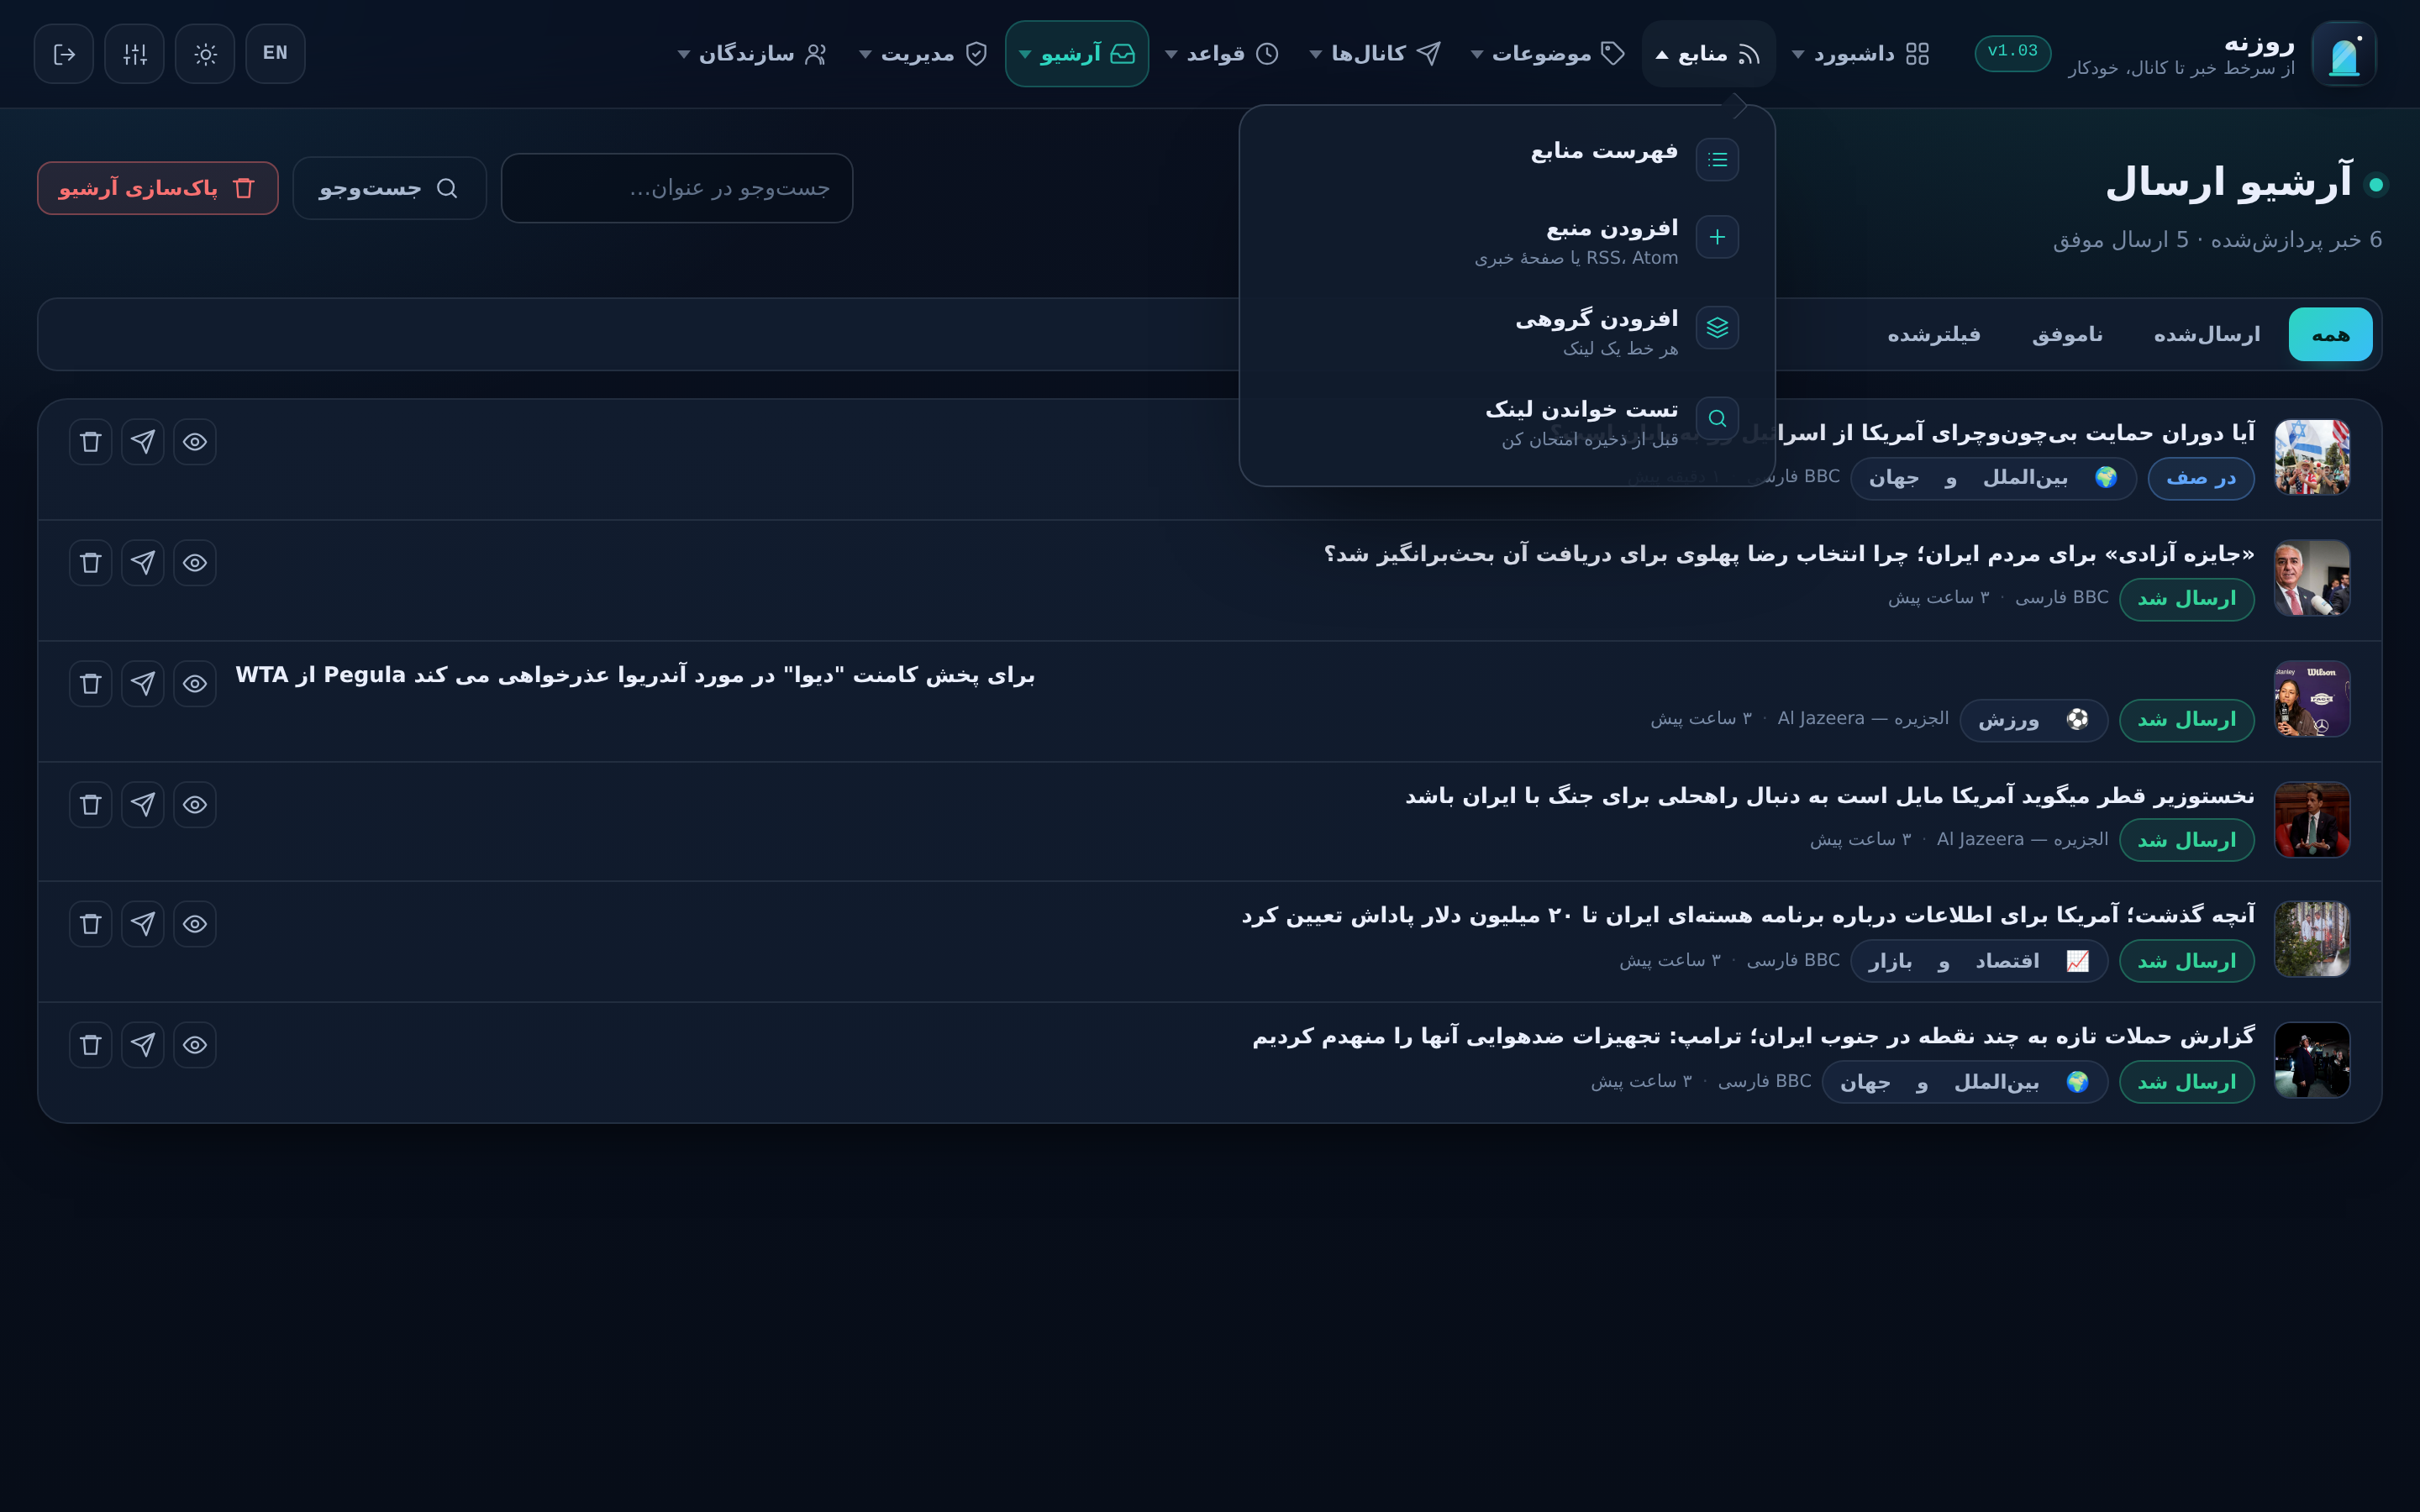 روزنه
از سرخط خبر تا کانال، خودکار
v1.03
داشبورد
منابع
موضوعات
کانال‌ها
قواعد
آرشیو
مدیریت
سازندگان
EN
فهرست منابع
افزودن منبع
RSS، Atom یا صفحهٔ خبری
افزودن گروهی
هر خط یک لینک
تست خواندن لینک
قبل از ذخیره امتحان کن
آرشیو ارسال
6 خبر پردازش‌شده · 5 ارسال موفق
جست‌وجو در عنوان…
جست‌وجو
پاک‌سازی آرشیو
همه
ارسال‌شده
ناموفق
فیلترشده
آیا دوران حمایت بی‌چون‌وچرای آمریکا از اسرائیل رو به پایان است؟
در صف 🌍 بین‌الملل و جهان BBC فارسی · ۱ دقیقه پیش
«جایزه آزادی» برای مردم ایران؛ چرا انتخاب رضا پهلوی برای دریافت آن بحث‌برانگیز شد؟
ارسال شد BBC فارسی · ۳ ساعت پیش
WTA از Pegula برای پخش کامنت "دیوا" در مورد آندریوا عذرخواهی می کند
ارسال شد ⚽ ورزش الجزیره — Al Jazeera · ۳ ساعت پیش
نخستوزیر قطر میگوید آمریکا مایل است به دنبال راهحلی برای جنگ با ایران باشد
ارسال شد الجزیره — Al Jazeera · ۳ ساعت پیش
آنچه گذشت؛ آمریکا برای اطلاعات درباره برنامه هسته‌ای ایران تا ۲۰ میلیون دلار پاداش تعیین کرد
ارسال شد 📈 اقتصاد و بازار BBC فارسی · ۳ ساعت پیش
گزارش حملات تازه به چند نقطه در جنوب ایران؛ ترامپ: تجهیزات ضدهوایی آنها را منهدم کردیم
ارسال شد 🌍 بین‌الملل و جهان BBC فارسی · ۳ ساعت پیش
Wilson